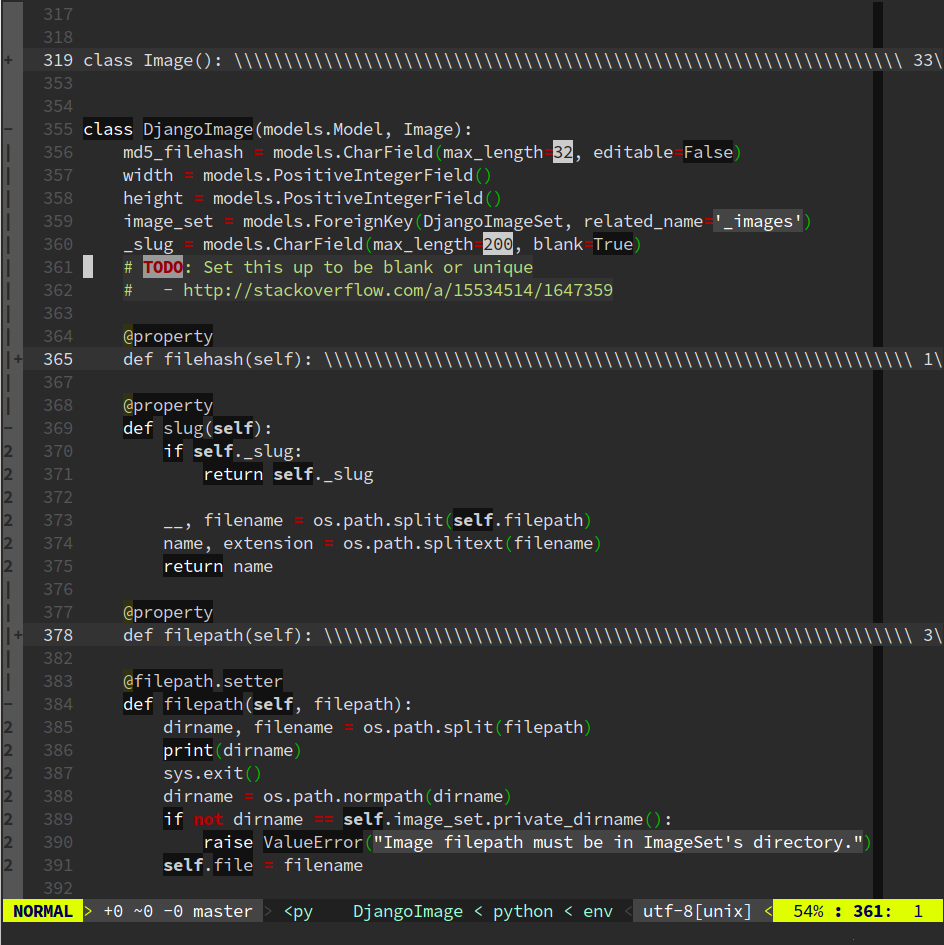 317
318
+ 319 class Image(): \\\\\\\\\\\\\\\\\\\\\\\\\\\\\\\\\\\\\\\\\\\\\\\\\\\\\\\\\\\\\\\\\\\ 33\
353
354
- 355 class DjangoImage(models.Model, Image):
| 356     md5_filehash = models.CharField(max_length=32, editable=False)
| 357     width = models.PositiveIntegerField()
| 358     height = models.PositiveIntegerField()
| 359     image_set = models.ForeignKey(DjangoImageSet, related_name='_images')
| 360     _slug = models.CharField(max_length=200, blank=True)
| 361     # TODO: Set this up to be blank or unique
| 362     #   - http://stackoverflow.com/a/15534514/1647359
| 363
| 364     @property
|+ 365     def filehash(self): \\\\\\\\\\\\\\\\\\\\\\\\\\\\\\\\\\\\\\\\\\\\\\\\\\\\\\\\\\\ 1\
| 367
| 368     @property
- 369     def slug(self):
2 370         if self._slug:
2 371             return self._slug
2 372
2 373         __, filename = os.path.split(self.filepath)
2 374         name, extension = os.path.splitext(filename)
2 375         return name
| 376
| 377     @property
|+ 378     def filepath(self): \\\\\\\\\\\\\\\\\\\\\\\\\\\\\\\\\\\\\\\\\\\\\\\\\\\\\\\\\\\ 3\
| 382
| 383     @filepath.setter
- 384     def filepath(self, filepath):
2 385         dirname, filename = os.path.split(filepath)
2 386         print(dirname)
2 387         sys.exit()
2 388         dirname = os.path.normpath(dirname)
2 389         if not dirname == self.image_set.private_dirname():
2 390             raise ValueError("Image filepath must be in ImageSet's directory.")
2 391         self.file = filename
392
NORMAL > +0 ~0 -0 master > <py    DjangoImage < python < env < utf-8[unix] < 54% : 361:  1